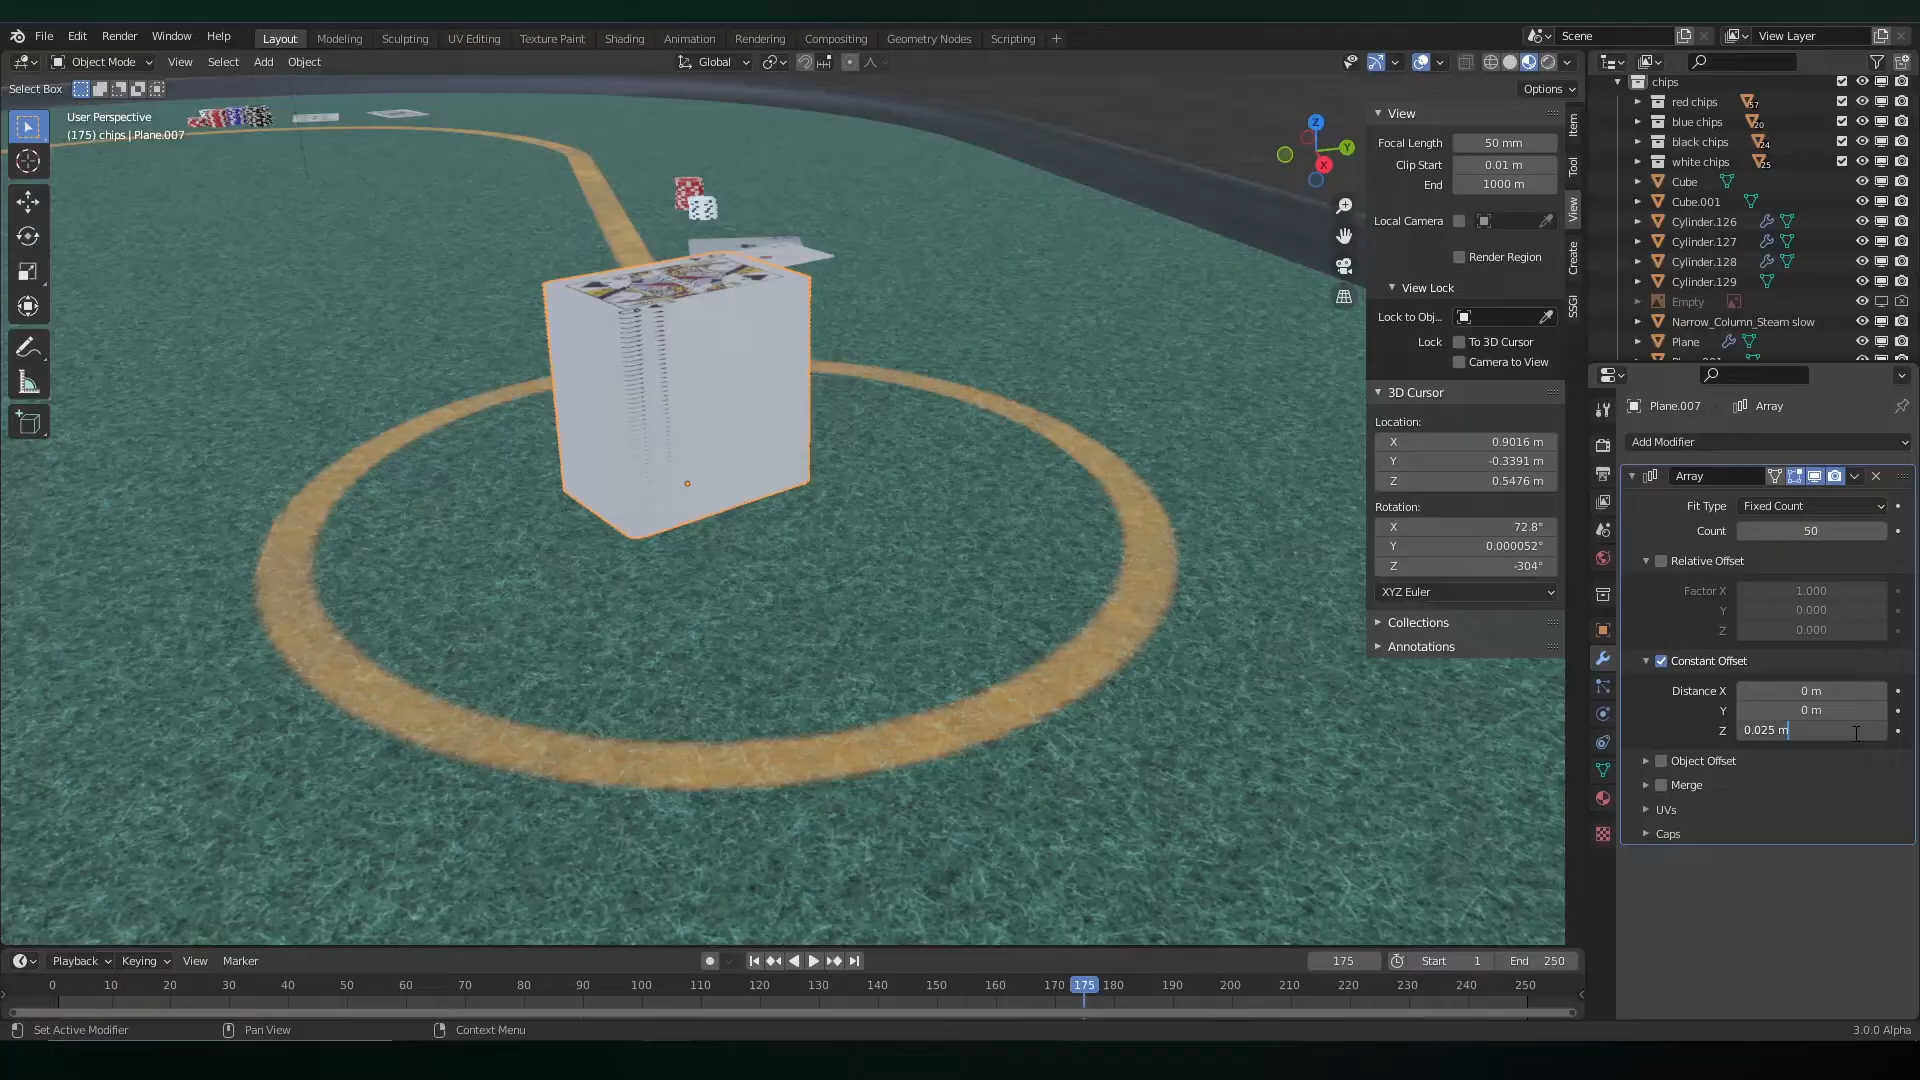 File Edit Render Window Help Layout Modeling Sculpting UV Editing Texture Paint Shading Animation Rendering Compositing Geometry Nodes Scripting + Scene View Layer
Object Mode View Select Add Object Global
Select Box Options
User Perspective
(175) chips | Plane.007
View
Focal Length 50 mm
Clip Start 0.01 m
End 1000 m
Local Camera
Render Region
View Lock
Lock to Obj...
Lock To 3D Cursor
Camera to View
3D Cursor
Location:
X 0.9016 m
Y -0.3391 m
Z 0.5476 m
Rotation:
X 72.8°
Y 0.000052°
Z -304°
XYZ Euler
Collections
Annotations
Item
Tool
View
Create
SSGI
Z
Y
X
chips
red chips 57
blue chips 20
black chips 24
white chips 25
Cube
Cube.001
Cylinder.126
Cylinder.127
Cylinder.128
Cylinder.129
Empty
Narrow_Column_Steam slow
Plane
Plane.007 Array
Add Modifier
Array
Fit Type Fixed Count
Count 50
Relative Offset
Factor X 1.000
Y 0.000
Z 0.000
Constant Offset
Distance X 0 m
Y 0 m
Z 0.025 m
Object Offset
Merge
UVs
Caps
Playback Keying View Marker 175 Start 1 End 250
0 10 20 30 40 50 60 70 80 90 100 110 120 130 140 150 160 170 175 180 190 200 210 220 230 240 250
Set Active Modifier Pan View Context Menu 3.0.0 Alpha